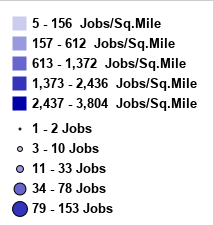 5 - 156 Jobs/Sq.Mile
157 - 612 Jobs/Sq.Mile
613 - 1,372 Jobs/Sq.Mile
1,373 - 2,436 Jobs/Sq.Mile
2,437 - 3,804 Jobs/Sq.Mile
1 - 2 Jobs
3 - 10 Jobs
11 - 33 Jobs
34 - 78 Jobs
79 - 153 Jobs